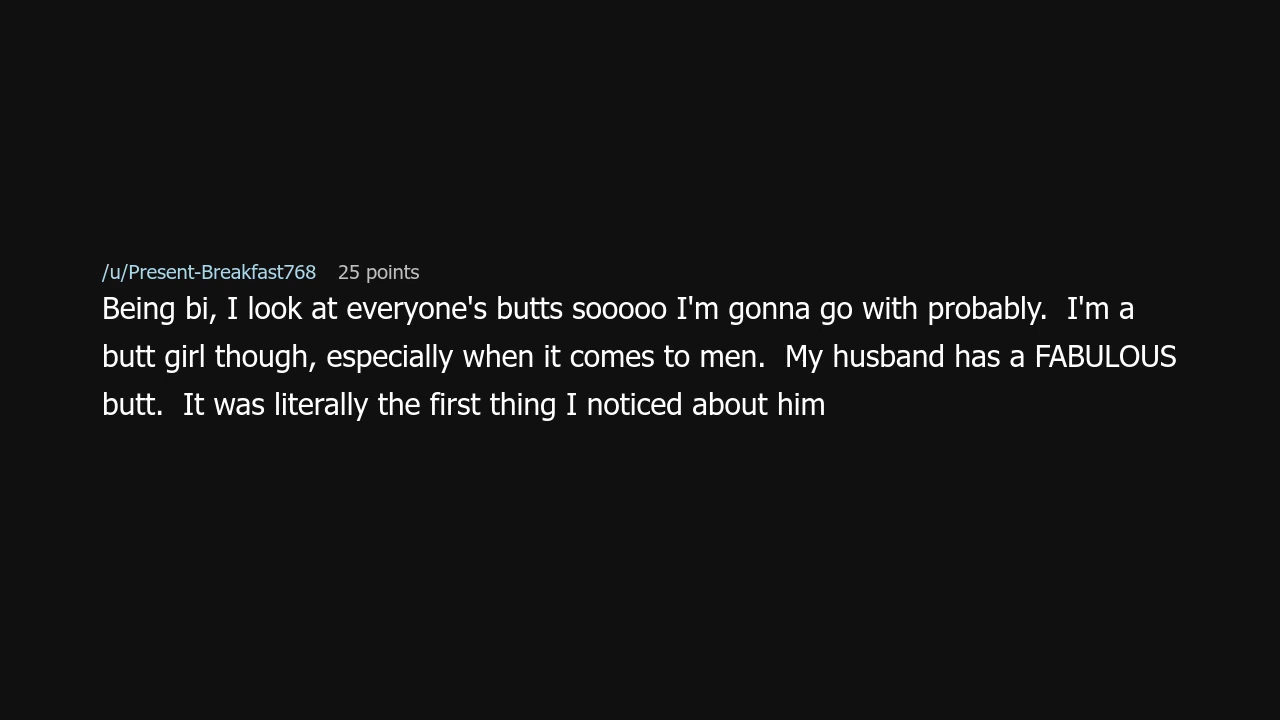 /u/Present-Breakfast768 25 points
Being bi, I look at everyone's butts sooooo I'm gonna go with probably.  I'm a
butt girl though, especially when it comes to men.  My husband has a FABULOUS
butt.  It was literally the first thing I noticed about him